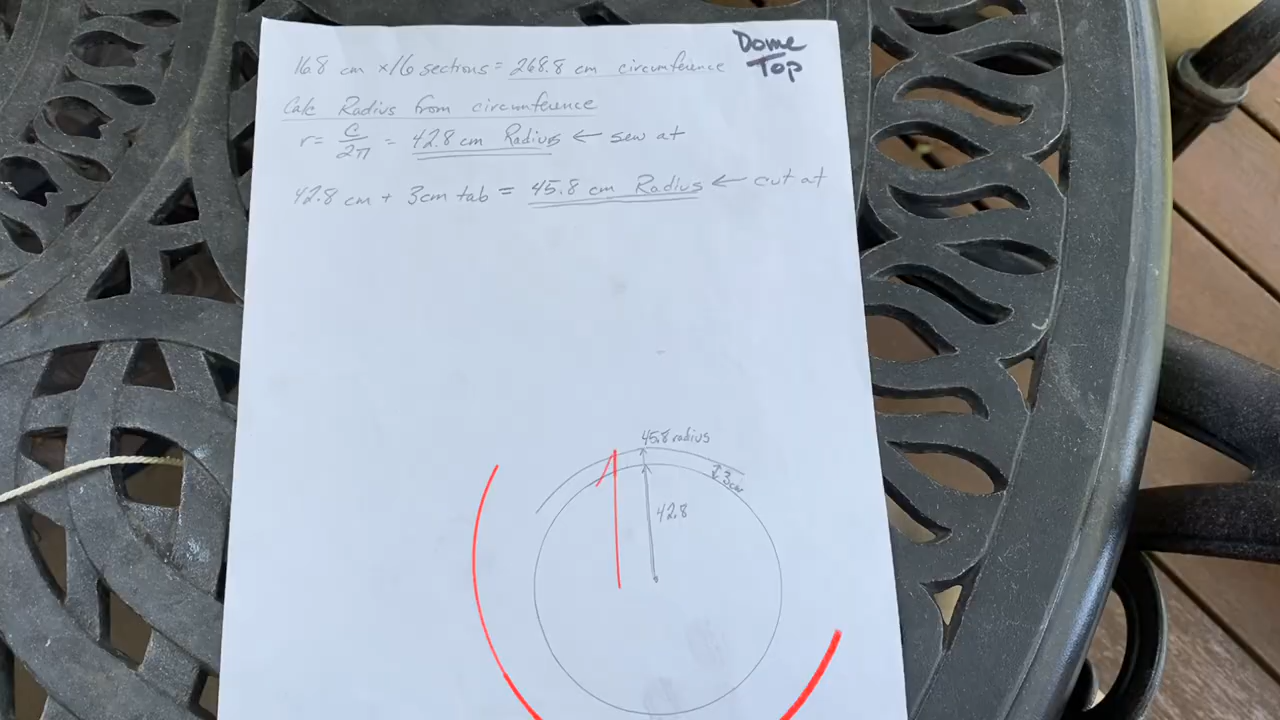 Dome
Top
16.8 cm x 16 sections = 268.8 cm circumference
Calc Radius from circumference
r = C/2π = 42.8 cm Radius ← sew at
42.8 cm + 3cm tab = 45.8 cm Radius ← cut at
45.8 radius
3cm
42.8